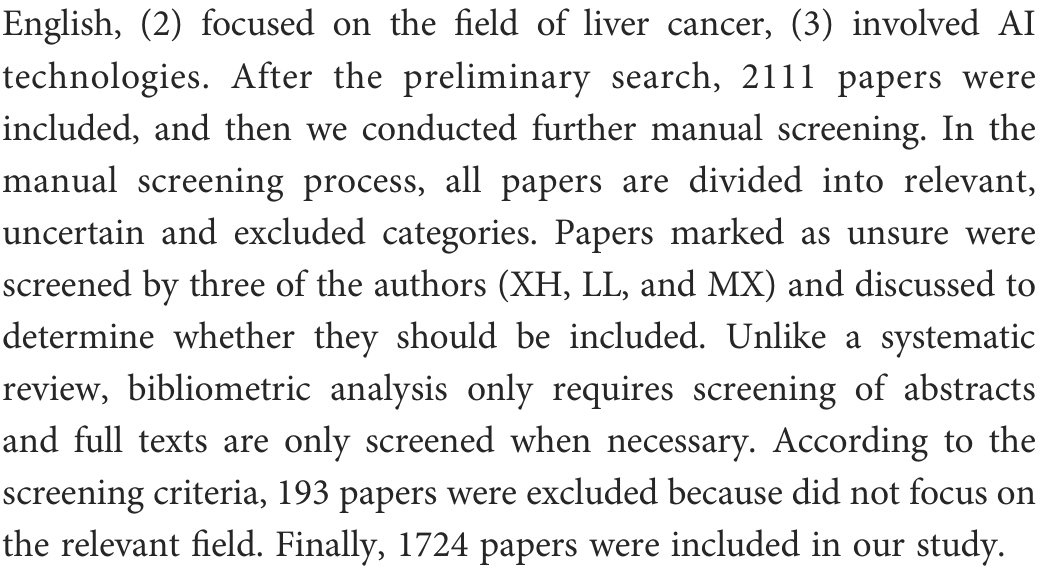 English, (2) focused on the field of liver cancer, (3) involved AI
technologies. After the preliminary search, 2111 papers were
included, and then we conducted further manual screening. In the
manual screening process, all papers are divided into relevant,
uncertain and excluded categories. Papers marked as unsure were
screened by three of the authors (XH, LL, and MX) and discussed to
determine whether they should be included. Unlike a systematic
review, bibliometric analysis only requires screening of abstracts
and full texts are only screened when necessary. According to the
screening criteria, 193 papers were excluded because did not focus on
the relevant field. Finally, 1724 papers were included in our study.